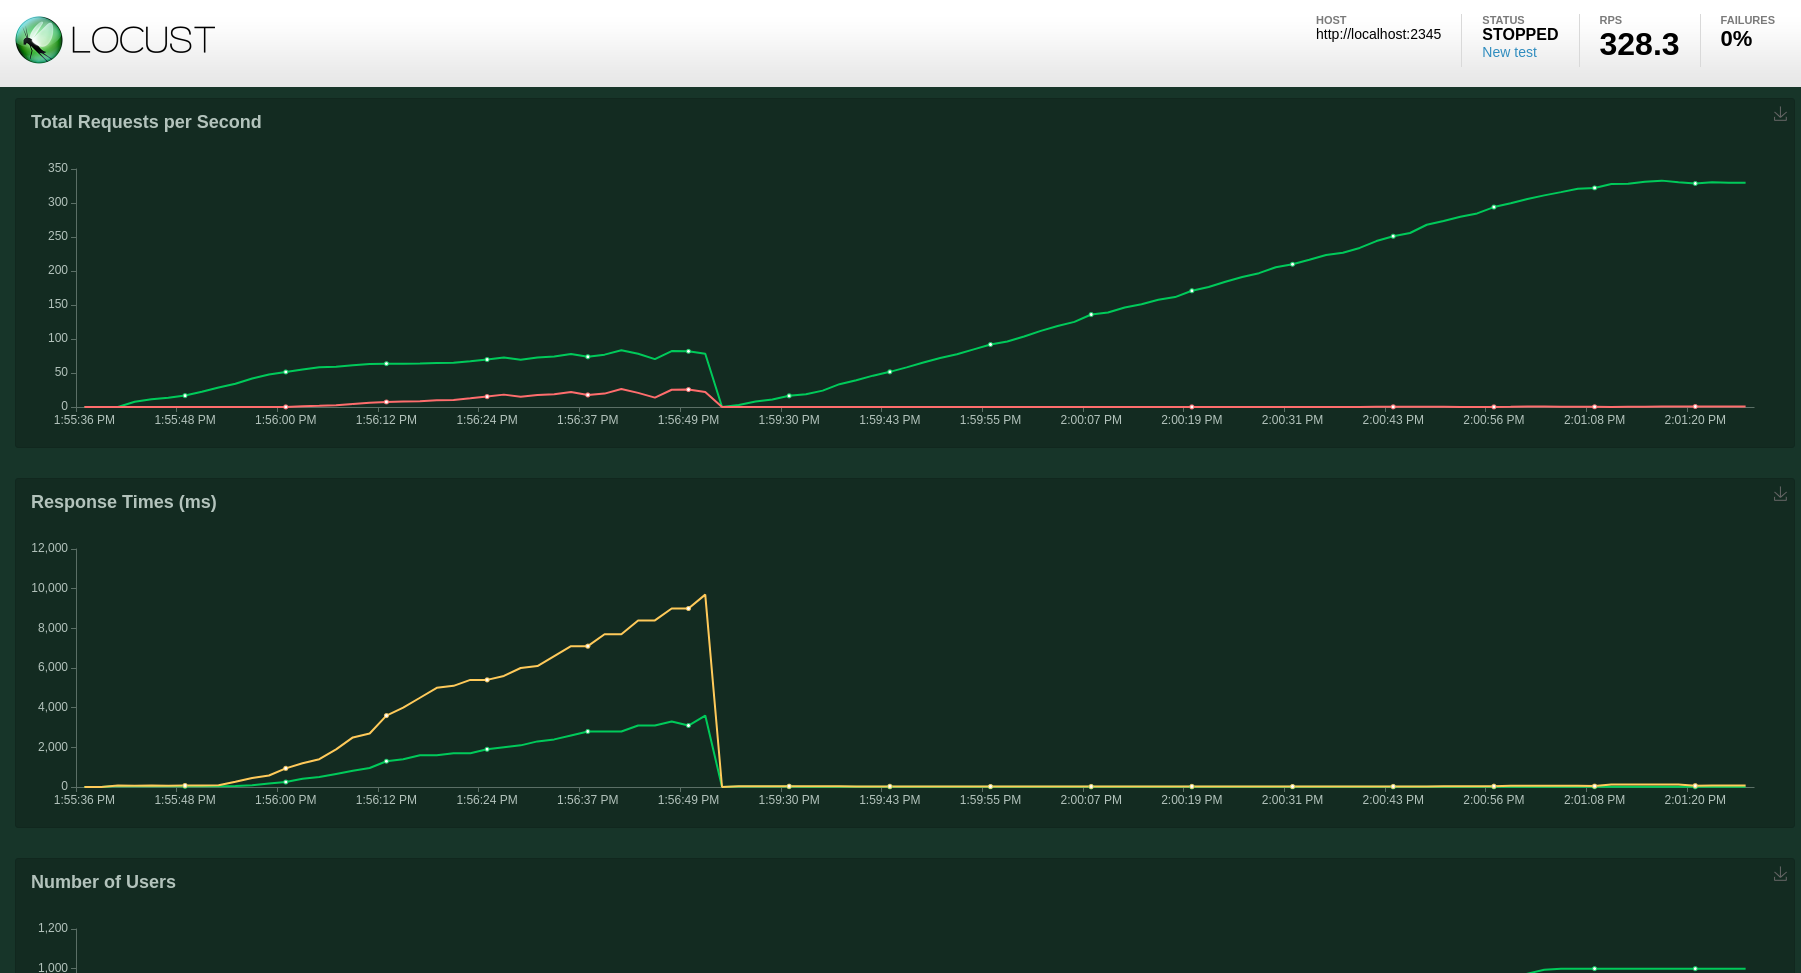 LOCUST
HOST
http://localhost:2345
STATUS
STOPPED
New test
RPS
328.3
FAILURES
0%
Total Requests per Second
350
300
250
200
150
100
50
0
1:55:36 PM 1:55:48 PM 1:56:00 PM 1:56:12 PM 1:56:24 PM 1:56:37 PM 1:56:49 PM 1:59:30 PM 1:59:43 PM 1:59:55 PM 2:00:07 PM 2:00:19 PM 2:00:31 PM 2:00:43 PM 2:00:56 PM 2:01:08 PM 2:01:20 PM
Response Times (ms)
12,000
10,000
8,000
6,000
4,000
2,000
0
1:55:36 PM 1:55:48 PM 1:56:00 PM 1:56:12 PM 1:56:24 PM 1:56:37 PM 1:56:49 PM 1:59:30 PM 1:59:43 PM 1:59:55 PM 2:00:07 PM 2:00:19 PM 2:00:31 PM 2:00:43 PM 2:00:56 PM 2:01:08 PM 2:01:20 PM
Number of Users
1,200
1,000